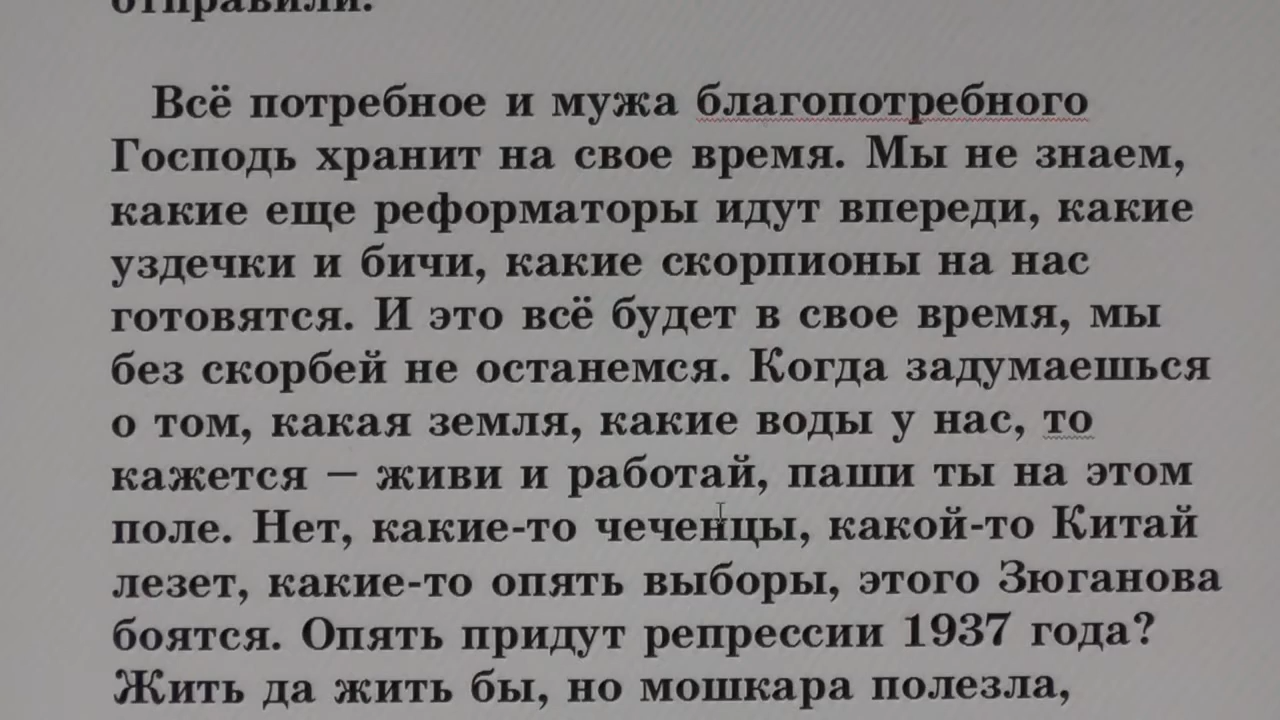 отправили.
Всё потребное и мужа благопотребного
Господь хранит на свое время. Мы не знаем,
какие еще реформаторы идут впереди, какие
уздечки и бичи, какие скорпионы на нас
готовятся. И это всё будет в свое время, мы
без скорбей не останемся. Когда задумаешься
о том, какая земля, какие воды у нас, то
кажется – живи и работай, паши ты на этом
поле. Нет, какие-то чеченцы, какой-то Китай
лезет, какие-то опять выборы, этого Зюганова
боятся. Опять придут репрессии 1937 года?
Жить да жить бы, но мошкара полезла,